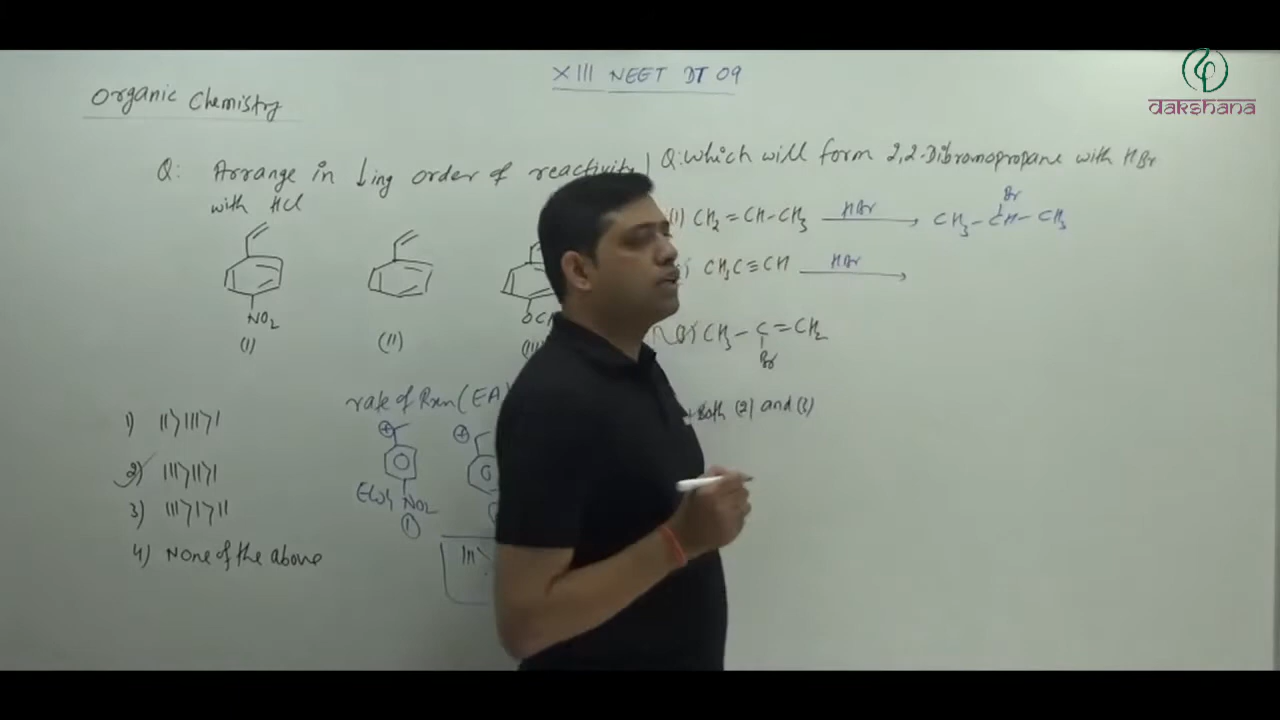 XIII NEET DT 09
dakshana
Organic Chemistry
Q: Arrange in ↓ing order of reactivity
with HCl
NO2
(I)
(II)
1) II>III>I
2) III>II>I
3) III>I>II
4) None of the above
rate of Rxn (EA)
⊕ ⊕
NO2
(I)
III>
Q: Which will form 2,2-Dibromopropane with HBr
(1) CH2=CH-CH3 HBr CH3-CH-CH3
Br
CH3C≡CH HBr
CH3-C=CH2
Br
Both (2) and (3)